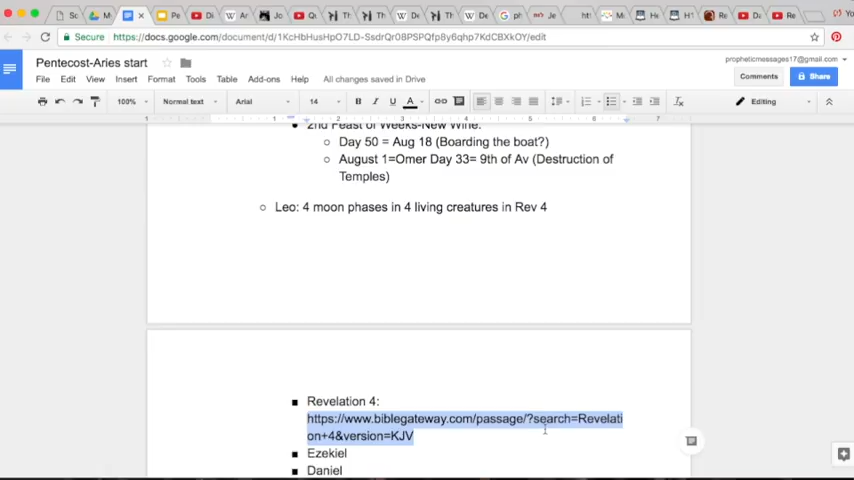 Secure
https://docs.google.com/document/d/1KcHbHusHpO7LD-SsdrQr08PSPQfp8y6qhp7KdCBXkOY/edit
Pentecost-Aries start
propheticmessages17@gmail.com
File Edit View Insert Format Tools Table Add-ons Help All changes saved in Drive
Comments
Share
100% Normal text Arial 14 B I U A Editing
2nd Feast of Weeks-New Wine:
Day 50 = Aug 18 (Boarding the boat?)
August 1=Omer Day 33= 9th of Av (Destruction of
Temples)
Leo: 4 moon phases in 4 living creatures in Rev 4
Revelation 4:
https://www.biblegateway.com/passage/?search=Revelati
on+4&version=KJV
Ezekiel
Daniel